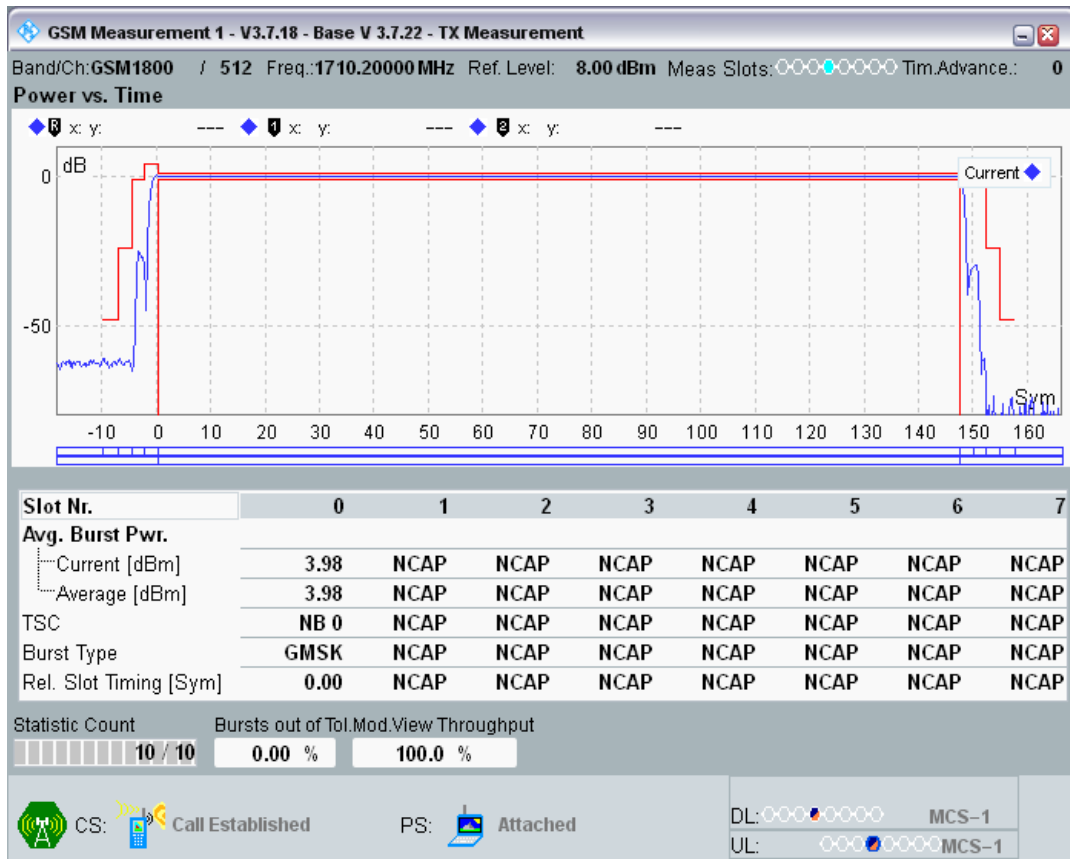 GSM Measurement 1 - V3.7.18 - Base V 3.7.22 - TX Measurement
Band/Ch:GSM1800 / 512 Freq.:1710.20000 MHz Ref. Level: 8.00 dBm Meas Slots: Tim.Advance.: 0
Power vs. Time
R x: y: --- 1 x: y: --- 2 x: y: ---
dB
Current
0
-50
Sym
-10 0 10 20 30 40 50 60 70 80 90 100 110 120 130 140 150 160
Slot Nr. 0 1 2 3 4 5 6 7
Avg. Burst Pwr.
Current [dBm] 3.98 NCAP NCAP NCAP NCAP NCAP NCAP NCAP
Average [dBm] 3.98 NCAP NCAP NCAP NCAP NCAP NCAP NCAP
TSC NB 0 NCAP NCAP NCAP NCAP NCAP NCAP NCAP
Burst Type GMSK NCAP NCAP NCAP NCAP NCAP NCAP NCAP
Rel. Slot Timing [Sym] 0.00 NCAP NCAP NCAP NCAP NCAP NCAP NCAP
Statistic Count Bursts out of Tol.Mod.View Throughput
10 / 10 0.00 % 100.0 %
CS: Call Established PS: Attached
DL: MCS-1
UL: MCS-1